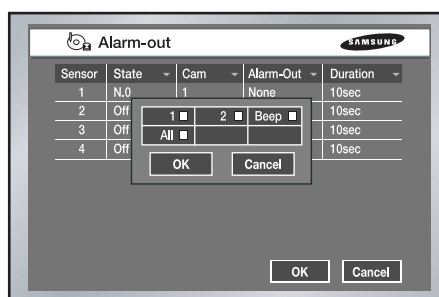 Alarm-out
SAMSUNG
Sensor State Cam Alarm-Out Duration
1 N.0 1 None 10sec
2 Off 10sec
3 Off 10sec
4 Off 10sec
1 2 Beep
All
OK Cancel
OK Cancel